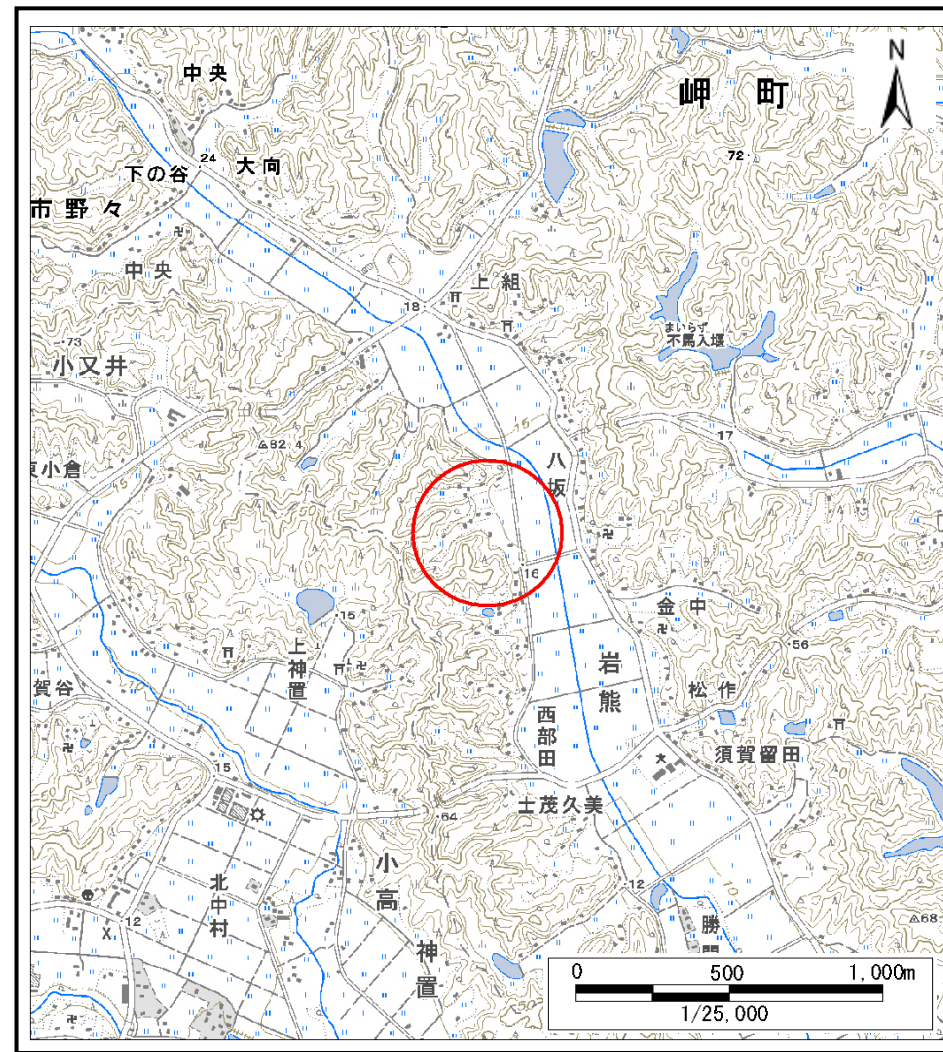 N
中央
岬町
72
24
下の谷
大向
市野々
中央
上組
18
73
小又井
まいらず
不馬入堰
15
17
82.4
八坂
小倉
50
16
金中
15
上神置
岩熊
56
賀谷
松作
西部田
須賀留田
15
士茂久美
64
小高
12
10
北中村
勝
68
12
神置
50
0 500 1,000m
1/25,000